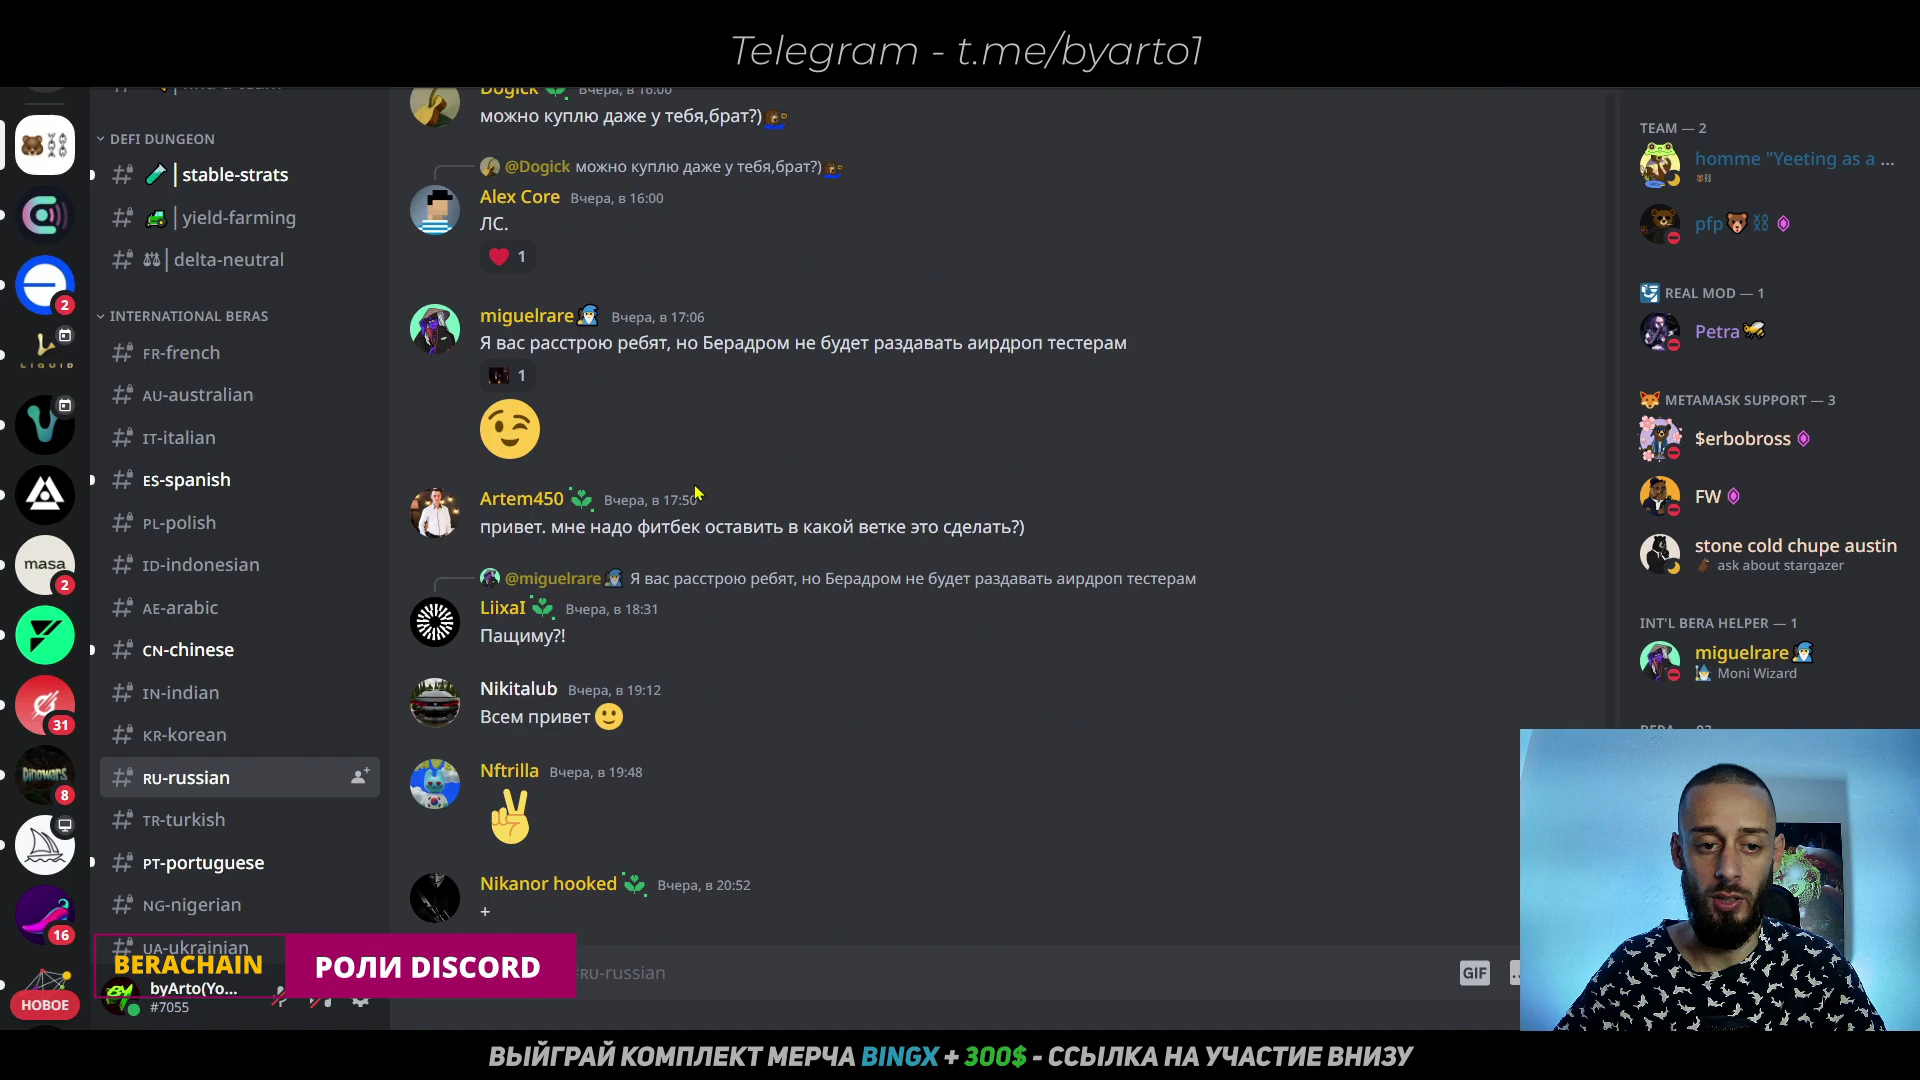 Telegram - t.me/byarto1
DEFI DUNGEON
stable-strats
yield-farming
delta-neutral
INTERNATIONAL BERAS
FR-french
AU-australian
IT-italian
ES-spanish
PL-polish
ID-indonesian
AE-arabic
CN-chinese
IN-indian
KR-korean
RU-russian
TR-turkish
PT-portuguese
NG-nigerian
UA-ukrainian
2
LIQUID
masa
2
31
Dinowars
8
16
НОВОЕ
BERACHAIN
РОЛИ DISCORD
byArto(Yo...
#7055
Dogick Вчера, в 16:00
можно куплю даже у тебя,брат?)
@Dogick можно куплю даже у тебя,брат?)
Alex Core Вчера, в 16:00
ЛС.
1
miguelrare Вчера, в 17:06
Я вас расстрою ребят, но Берадром не будет раздавать аирдроп тестерам
1
Artem450 Вчера, в 17:50
привет. мне надо фитбек оставить в какой ветке это сделать?)
@miguelrare Я вас расстрою ребят, но Берадром не будет раздавать аирдроп тестерам
LiixaI Вчера, в 18:31
Пащиму?!
Nikitalub Вчера, в 19:12
Всем привет
Nftrilla Вчера, в 19:48
Nikanor hooked Вчера, в 20:52
+
RU-russian
GIF
TEAM — 2
homme "Yeeting as a ...
pfp
REAL MOD — 1
Petra
METAMASK SUPPORT — 3
$erbobross
FW
stone cold chupe austin
ask about stargazer
INT'L BERA HELPER — 1
miguelrare
Moni Wizard
ВЫЙГРАЙ КОМПЛЕКТ МЕРЧА BINGX + 300$ - ССЫЛКА НА УЧАСТИЕ ВНИЗУ